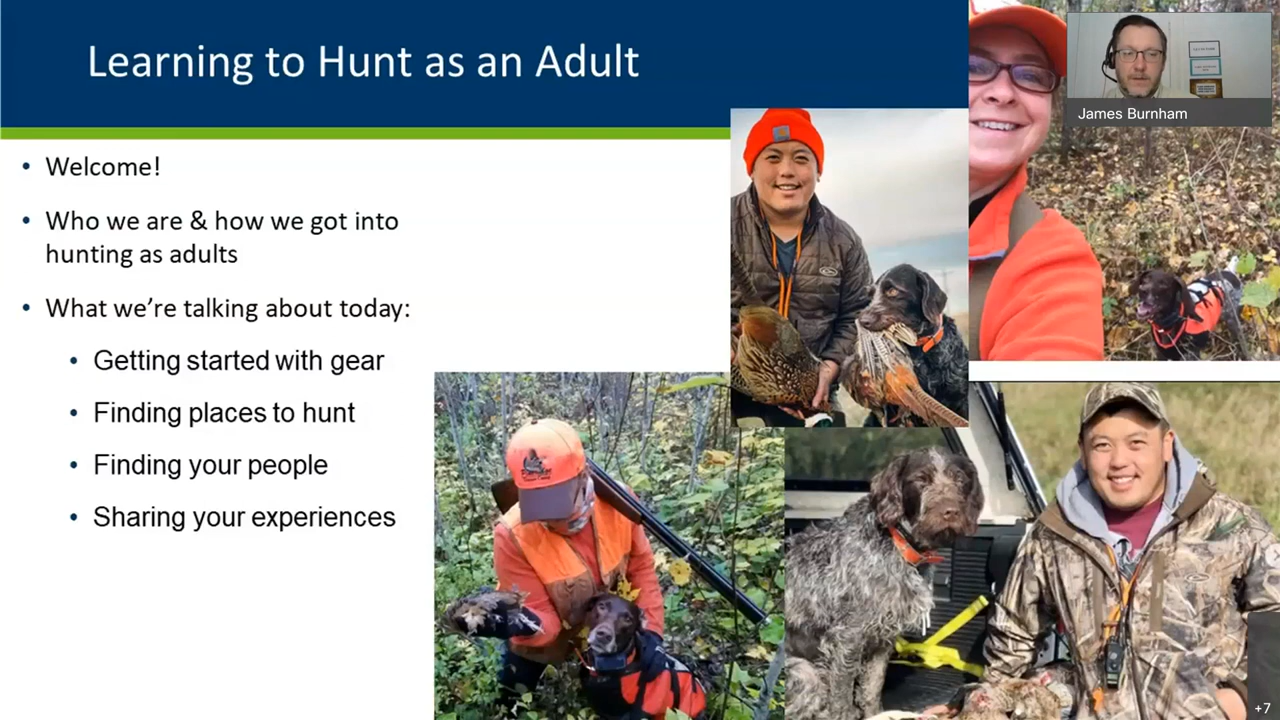 Learning to Hunt as an Adult
James Burnham
Welcome!
Who we are & how we got into
hunting as adults
What we're talking about today:
Getting started with gear
Finding places to hunt
Finding your people
Sharing your experiences
+7